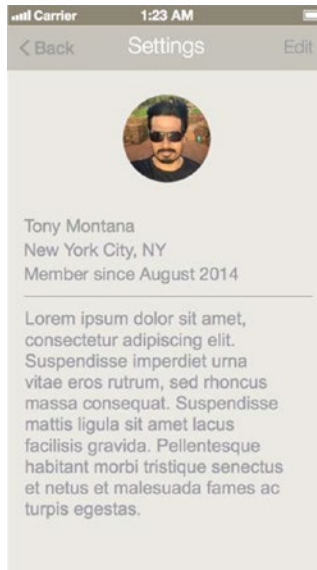 Carrier 1:23 AM
Back Settings Edit
Tony Montana
New York City, NY
Member since August 2014
Lorem ipsum dolor sit amet,
consectetur adipiscing elit.
Suspendisse imperdiet urna
vitae eros rutrum, sed rhoncus
massa consequat. Suspendisse
mattis ligula sit amet lacus
facilisis gravida. Pellentesque
habitant morbi tristique senectus
et netus et malesuada fames ac
turpis egestas.